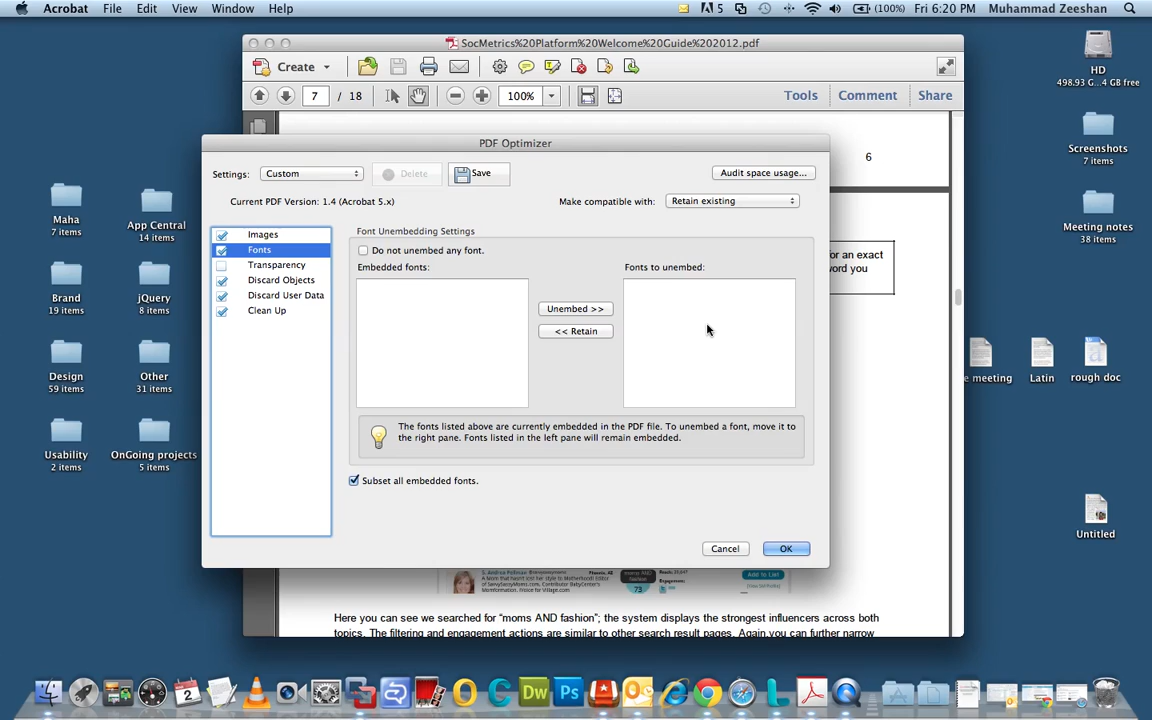 Acrobat File Edit View Window Help
5 (100%) Fri 6:20 PM Muhammad Zeeshan
SocMetrics%20Platform%20Welcome%20Guide%202012.pdf
Create
7 / 18 100% Tools Comment Share
6
PDF Optimizer
Settings: Custom Delete Save Audit space usage...
Current PDF Version: 1.4 (Acrobat 5.x) Make compatible with: Retain existing
Images
Fonts
Transparency
Discard Objects
Discard User Data
Clean Up
Font Unembedding Settings
Do not unembed any font.
Embedded fonts: Fonts to unembed:
Unembed >>
<< Retain
The fonts listed above are currently embedded in the PDF file. To unembed a font, move it to
the right pane. Fonts listed in the left pane will remain embedded.
Subset all embedded fonts.
Cancel OK
for an exact
word you
Add to List
73
Here you can see we searched for “moms AND fashion”; the system displays the strongest influencers across both
topics. The filtering and engagement actions are similar to other search result pages. Again,you can further narrow
Maha
7 items
App Central
14 items
Brand
19 items
jQuery
8 items
Design
59 items
Other
31 items
Usability
2 items
OnGoing projects
5 items
HD
498.93 G...4 GB free
Screenshots
7 items
Meeting notes
38 items
e meeting
Latin
rough doc
Untitled
2
Dw
Ps